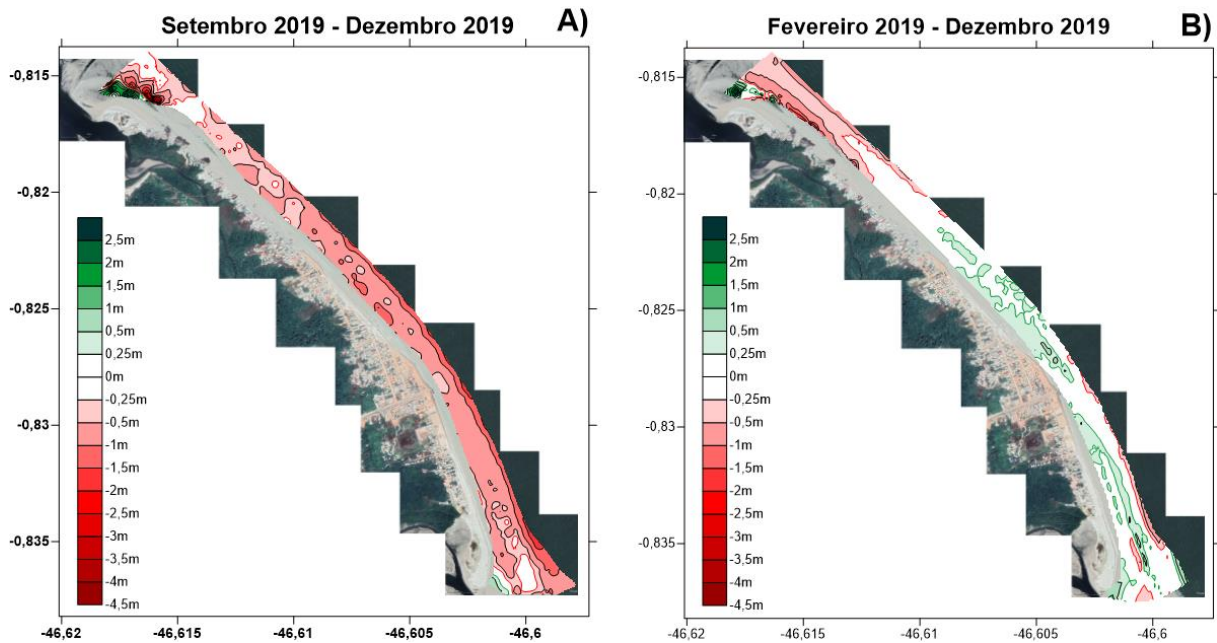 Setembro 2019 - Dezembro 2019
A)
-0,815
-0,82
-0,825
-0,83
-0,835
2,5m
2m
1,5m
1m
0,5m
0,25m
0m
-0,25m
-0,5m
-1m
-1,5m
-2m
-2,5m
-3m
-3,5m
-4m
-4,5m
-46,62
-46,615
-46,61
-46,605
-46,6
Fevereiro 2019 - Dezembro 2019
B)
-0,815
-0,82
-0,825
-0,83
-0,835
2,5m
2m
1,5m
1m
0,5m
0,25m
0m
-0,25m
-0,5m
-1m
-1,5m
-2m
-2,5m
-3m
-3,5m
-4m
-4,5m
-46,62
-46,615
-46,61
-46,605
-46,6